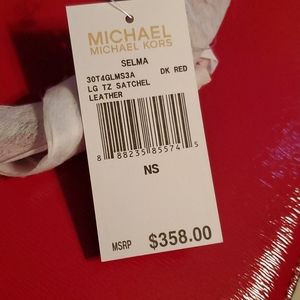 MICHAEL
MICHAEL KORS
SELMA
30T4GLMS3A DK RED
LG TZ SATCHEL
LEATHER
8 88235 85574 5
NS
MSRP $358.00